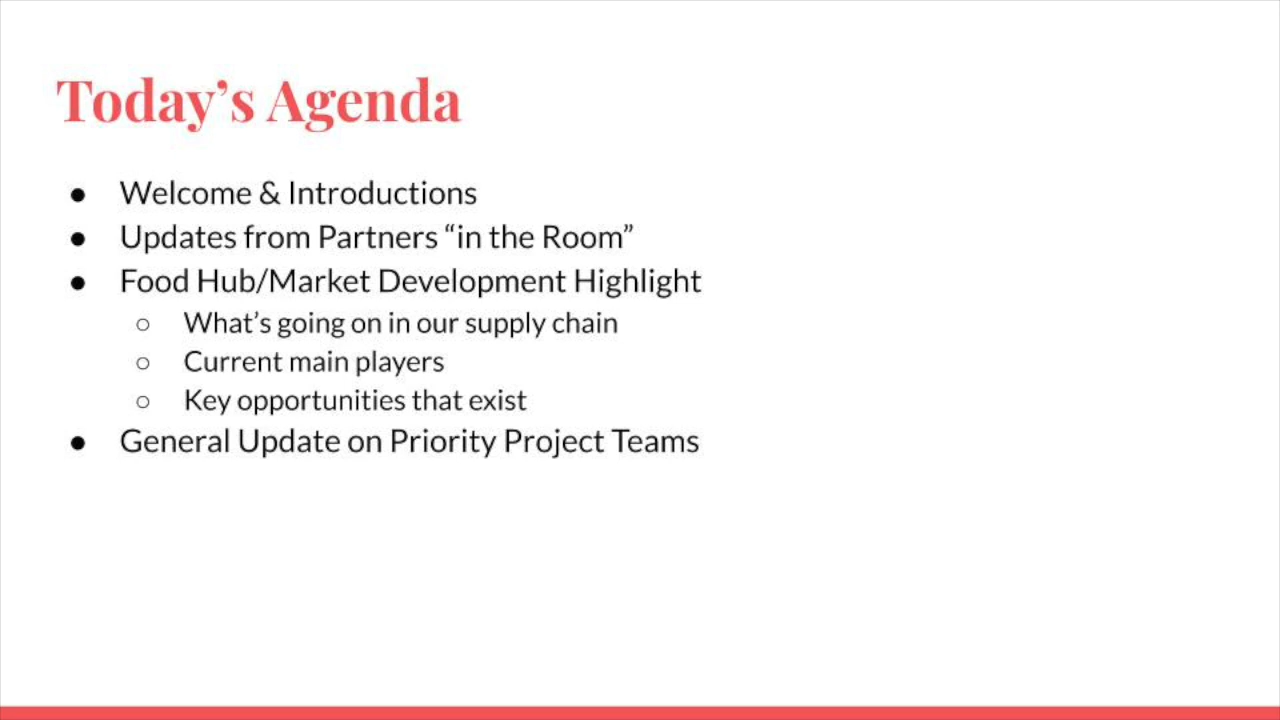 Today’s Agenda
● Welcome & Introductions
● Updates from Partners “in the Room”
● Food Hub/Market Development Highlight
○ What’s going on in our supply chain
○ Current main players
○ Key opportunities that exist
● General Update on Priority Project Teams